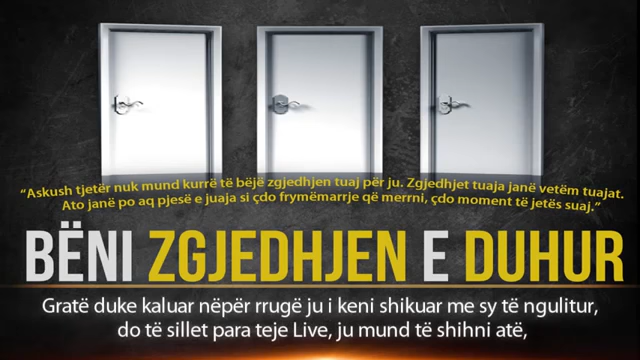 “Askush tjetër nuk mund kurrë të bëjë zgjedhjen tuaj për ju. Zgjedhjet tuaja janë vetëm tuajat.
Ato janë po aq pjesë e juaja si çdo frymëmarrje që merrni, çdo moment të jetës suaj.”
BËNI ZGJEDHJEN E DUHUR
Gratë duke kaluar nëpër rrugë ju i keni shikuar me sy të ngulitur,
do të sillet para teje Live, ju mund të shihni atë,